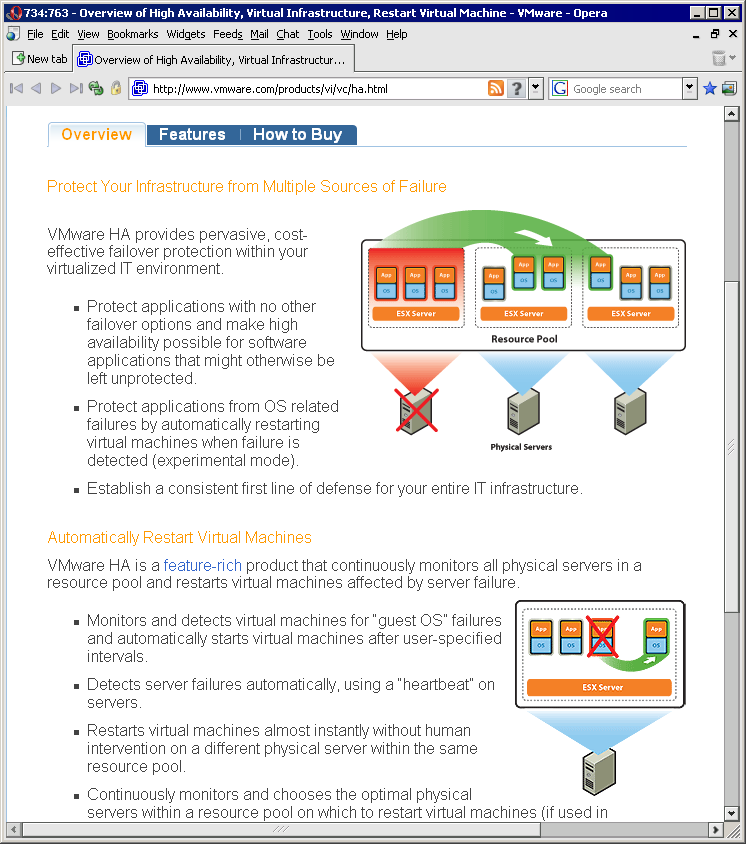 734:763 - Overview of High Availability, Virtual Infrastructure, Restart Virtual Machine - VMware - Opera
File Edit View Bookmarks Widgets Feeds Mail Chat Tools Window Help
New tab Overview of High Availability, Virtual Infrastructur...
http://www.vmware.com/products/vi/vc/ha.html ? G Google search
Overview Features How to Buy
Protect Your Infrastructure from Multiple Sources of Failure
VMware HA provides pervasive, cost-
effective failover protection within your
virtualized IT environment.
Protect applications with no other
failover options and make high
availability possible for software
applications that might otherwise be
left unprotected.
Protect applications from OS related
failures by automatically restarting
virtual machines when failure is
detected (experimental mode).
Establish a consistent first line of defense for your entire IT infrastructure.
App App App App App App App App App
OS OS OS OS OS OS OS OS OS
ESX Server ESX Server ESX Server
Resource Pool
Physical Servers
Automatically Restart Virtual Machines
VMware HA is a feature-rich product that continuously monitors all physical servers in a
resource pool and restarts virtual machines affected by server failure.
Monitors and detects virtual machines for "guest OS" failures
and automatically starts virtual machines after user-specified
intervals.
Detects server failures automatically, using a "heartbeat" on
servers.
Restarts virtual machines almost instantly without human
intervention on a different physical server within the same
resource pool.
Continuously monitors and chooses the optimal physical
servers within a resource pool on which to restart virtual machines (if used in
App App App App
OS OS OS OS
ESX Server